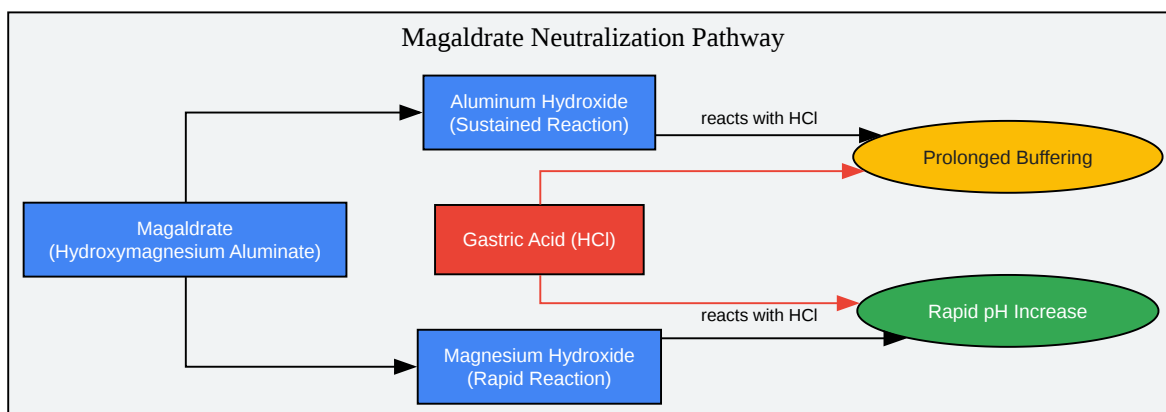 Magaldrate Neutralization Pathway
Aluminum Hydroxide
(Sustained Reaction)
reacts with HCl
Prolonged Buffering
Magaldrate
(Hydroxymagnesium Aluminate)
Gastric Acid (HCl)
reacts with HCl
Rapid pH Increase
Magnesium Hydroxide
(Rapid Reaction)